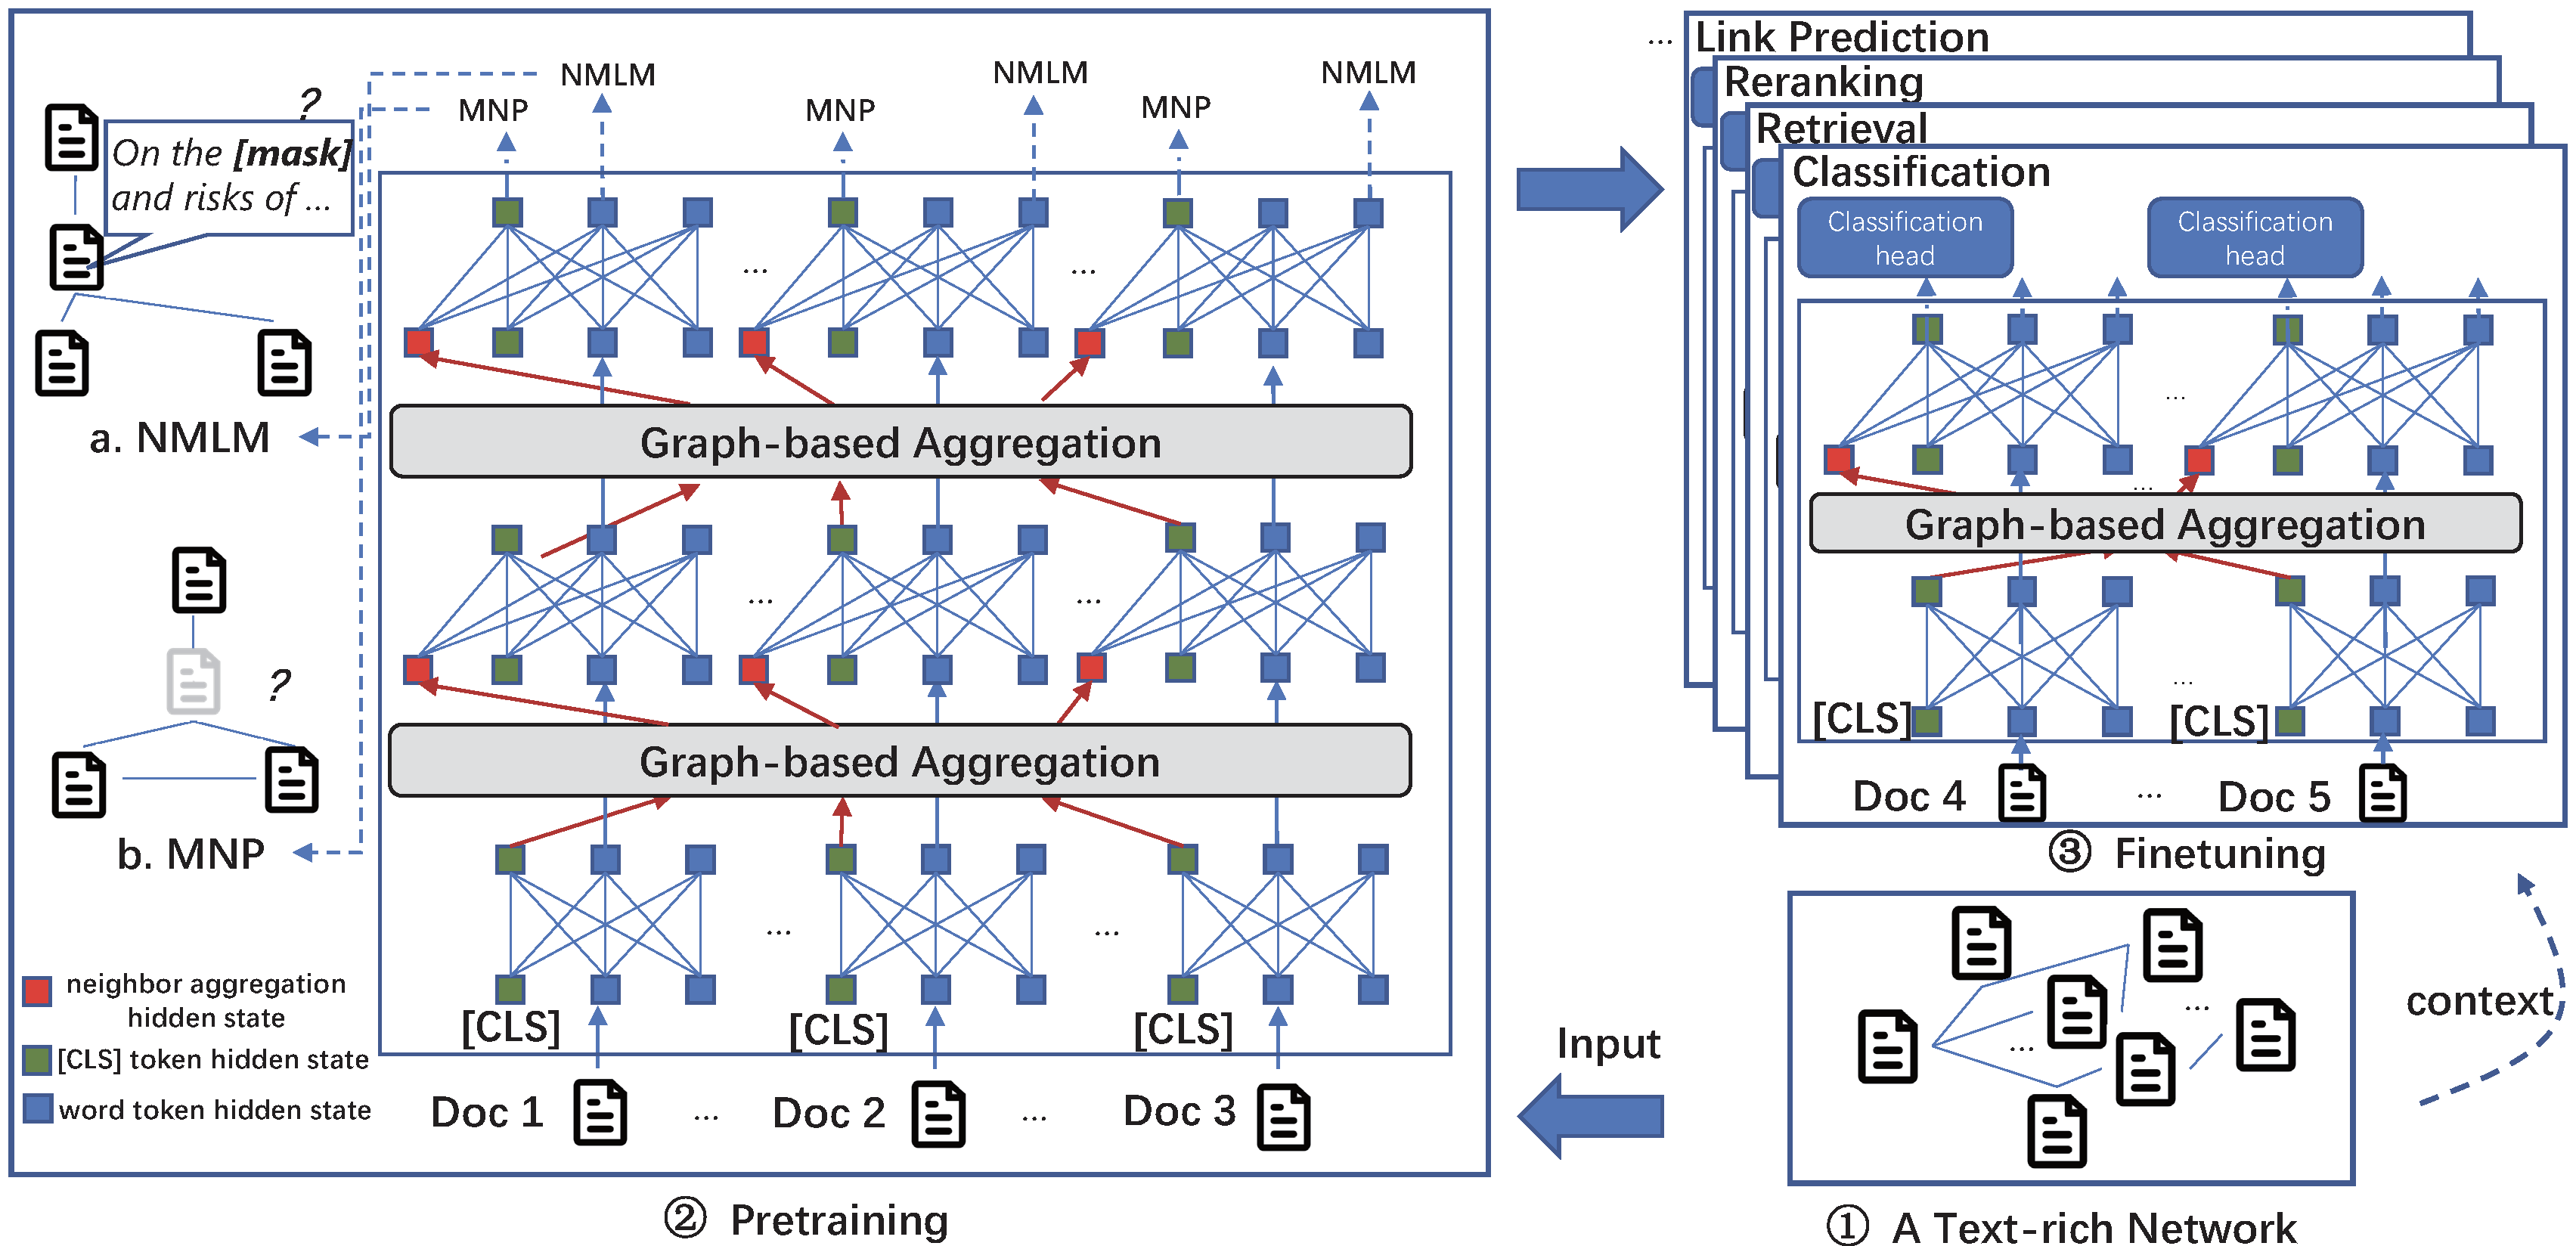 NMLM
NMLM
NMLM
MNP
MNP
MNP
?
On the [mask]
and risks of ...
...
...
Graph-based Aggregation
a. NMLM
...
...
?
Graph-based Aggregation
b. MNP
...
...
neighbor aggregation
hidden state
[CLS] token hidden state
word token hidden state
[CLS]
[CLS]
[CLS]
Doc 1
...
Doc 2
...
Doc 3
② Pretraining
... Link Prediction
Reranking
Retrieval
Classification
Classification
head
Classification
head
...
...
Graph-based Aggregation
...
[CLS]
[CLS]
Doc 4
...
Doc 5
③ Finetuning
Input
...
...
context
① A Text-rich Network